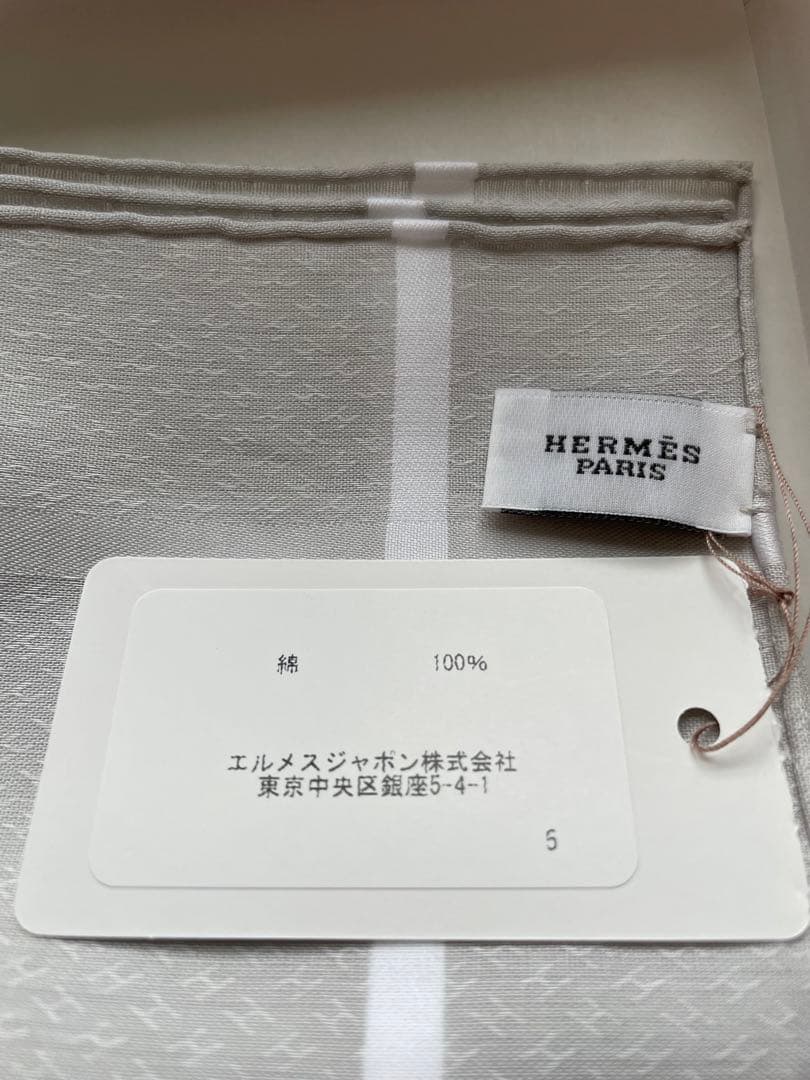 HERMÈS
PARIS
綿 100%
エルメスジャポン株式会社
東京中央区銀座5-4-1
5